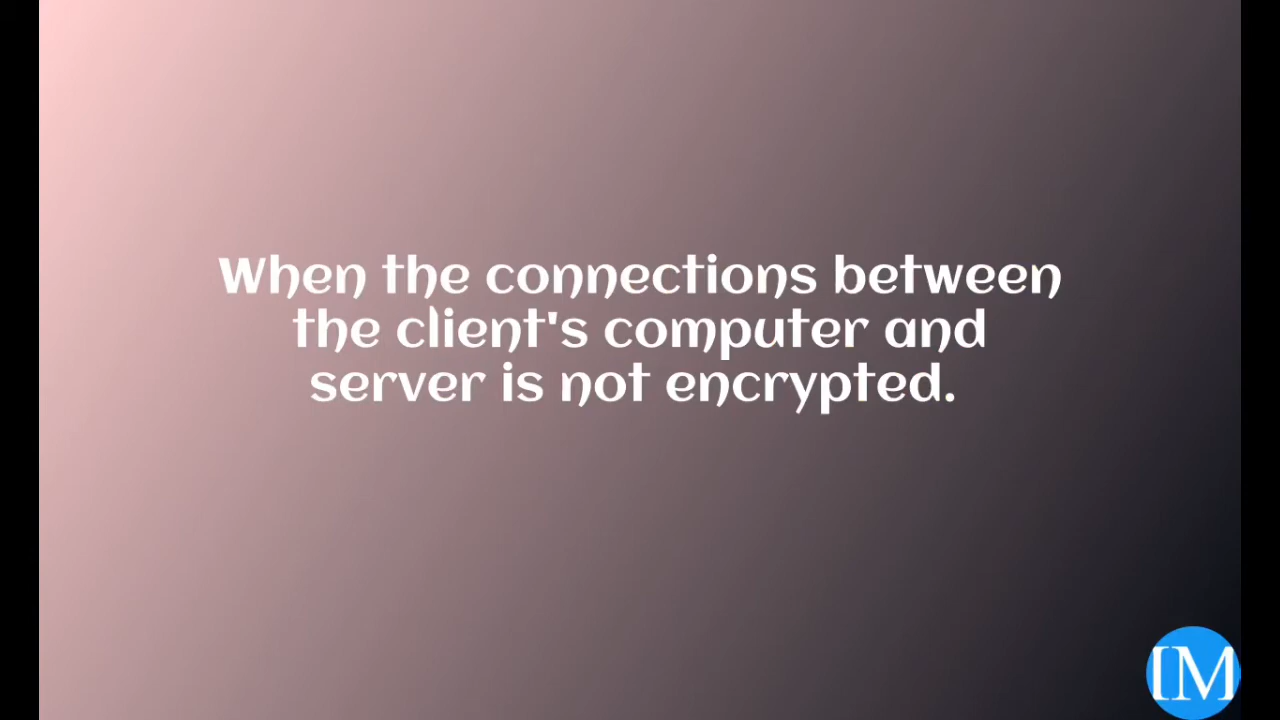 When the connections between
the client's computer and
server is not encrypted.
IM